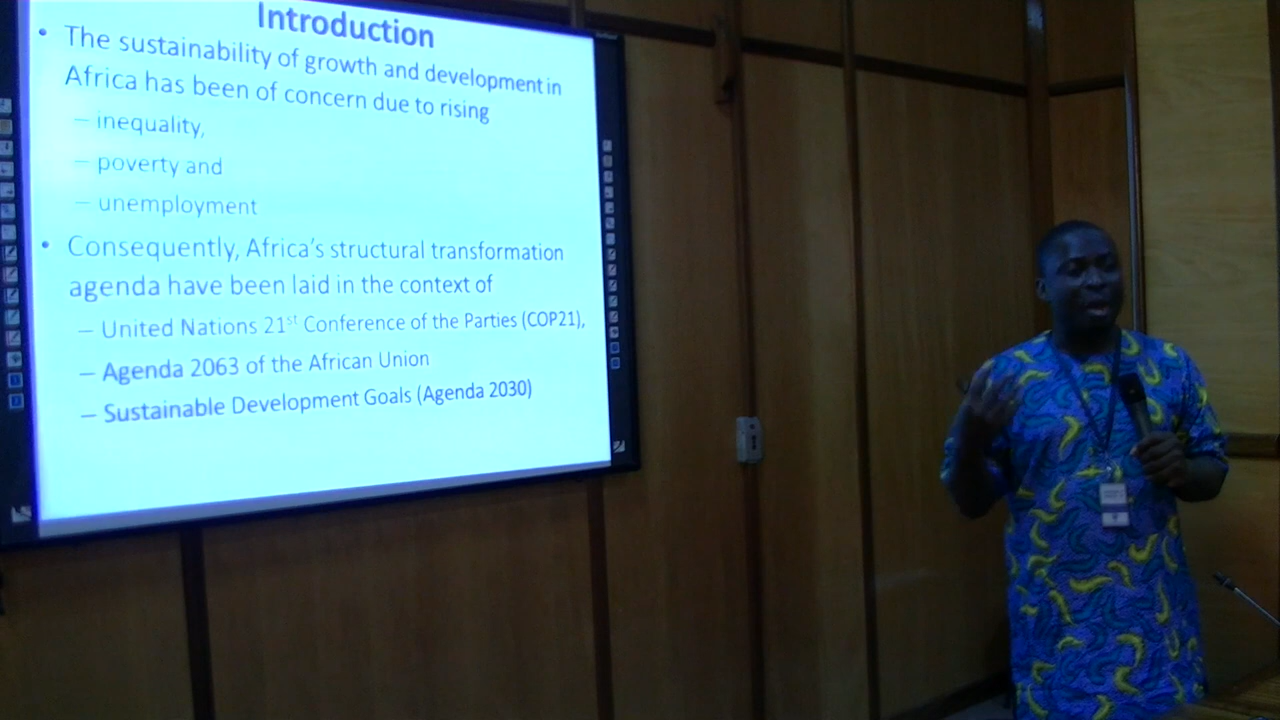 Introduction
• The sustainability of growth and development in
Africa has been of concern due to rising
– inequality,
– poverty and
– unemployment
• Consequently, Africa's structural transformation
agenda have been laid in the context of
– United Nations 21st Conference of the Parties (COP21),
– Agenda 2063 of the African Union
– Sustainable Development Goals (Agenda 2030)